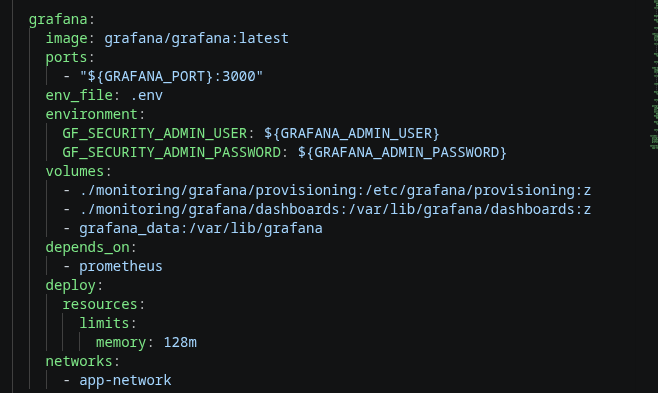 grafana:
image: grafana/grafana:latest
ports:
- "${GRAFANA_PORT}:3000"
env_file: .env
environment:
GF_SECURITY_ADMIN_USER: ${GRAFANA_ADMIN_USER}
GF_SECURITY_ADMIN_PASSWORD: ${GRAFANA_ADMIN_PASSWORD}
volumes:
- ./monitoring/grafana/provisioning:/etc/grafana/provisioning:z
- ./monitoring/grafana/dashboards:/var/lib/grafana/dashboards:z
- grafana_data:/var/lib/grafana
depends_on:
- prometheus
deploy:
resources:
limits:
memory: 128m
networks:
- app-network